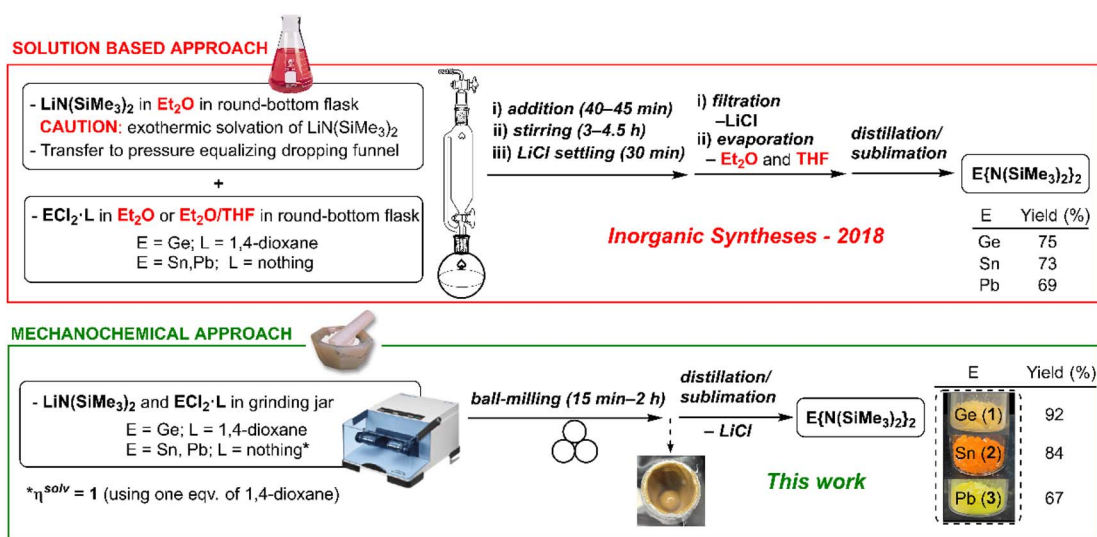 SOLUTION BASED APPROACH
- LiN(SiMe3)2 in Et2O in round-bottom flask
CAUTION: exothermic solvation of LiN(SiMe3)2
- Transfer to pressure equalizing dropping funnel
+
- ECl2·L in Et2O or Et2O/THF in round-bottom flask
E = Ge; L = 1,4-dioxane
E = Sn,Pb; L = nothing
i) addition (40–45 min)
ii) stirring (3–4.5 h)
iii) LiCl settling (30 min)
i) filtration
–LiCl
ii) evaporation
– Et2O and THF
distillation/
sublimation
E{N(SiMe3)2}2
Inorganic Syntheses - 2018
E Yield (%)
Ge 75
Sn 73
Pb 69
MECHANOCHEMICAL APPROACH
- LiN(SiMe3)2 and ECl2·L in grinding jar
E = Ge; L = 1,4-dioxane
E = Sn, Pb; L = nothing*
*ηsolv = 1 (using one eqv. of 1,4-dioxane)
ball-milling (15 min–2 h)
distillation/
sublimation
– LiCl
E{N(SiMe3)2}2
This work
E Yield (%)
Ge (1) 92
Sn (2) 84
Pb (3) 67